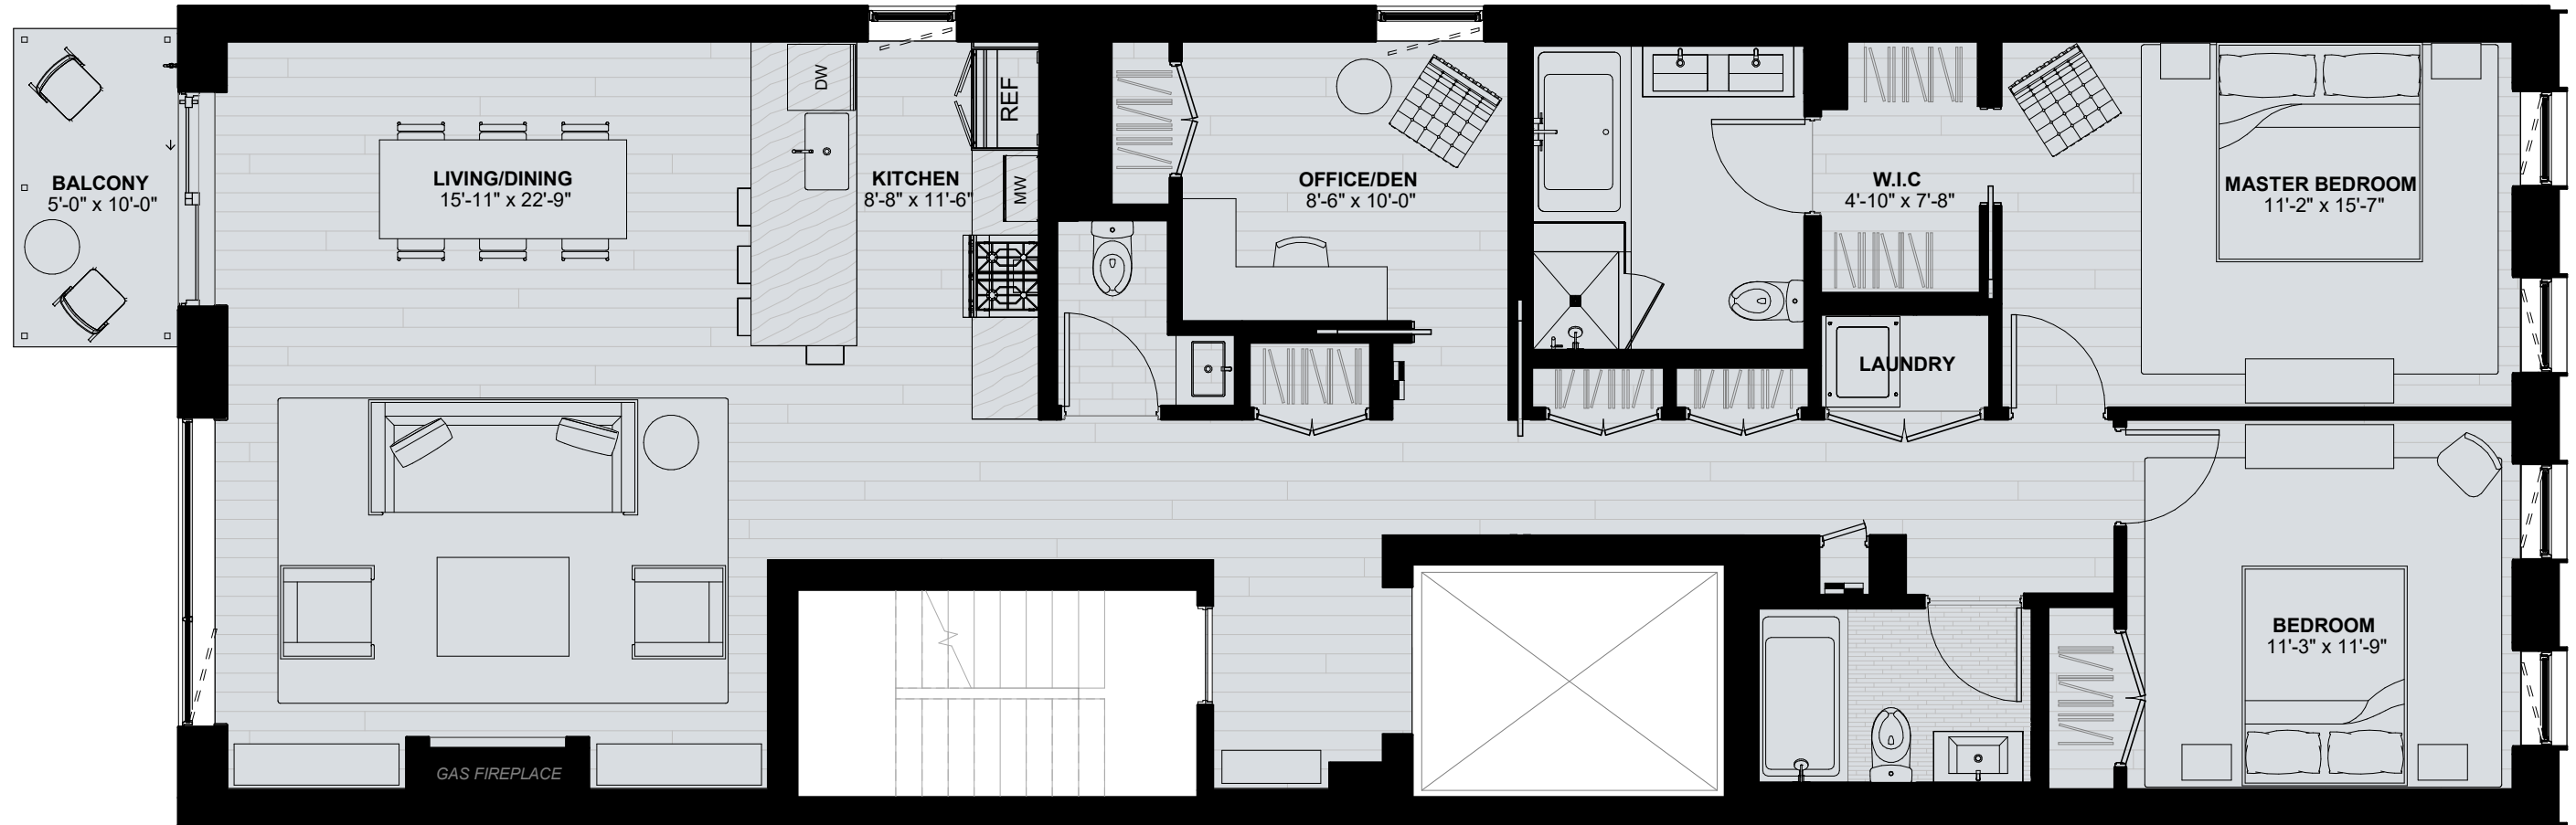 BALCONY
5'-0" x 10'-0"
LIVING/DINING
15'-11" x 22'-9"
DW
KITCHEN
8'-8" x 11'-6"
REF
MW
OFFICE/DEN
8'-6" x 10'-0"
W.I.C
4'-10" x 7'-8"
MASTER BEDROOM
11'-2" x 15'-7"
LAUNDRY
BEDROOM
11'-3" x 11'-9"
GAS FIREPLACE